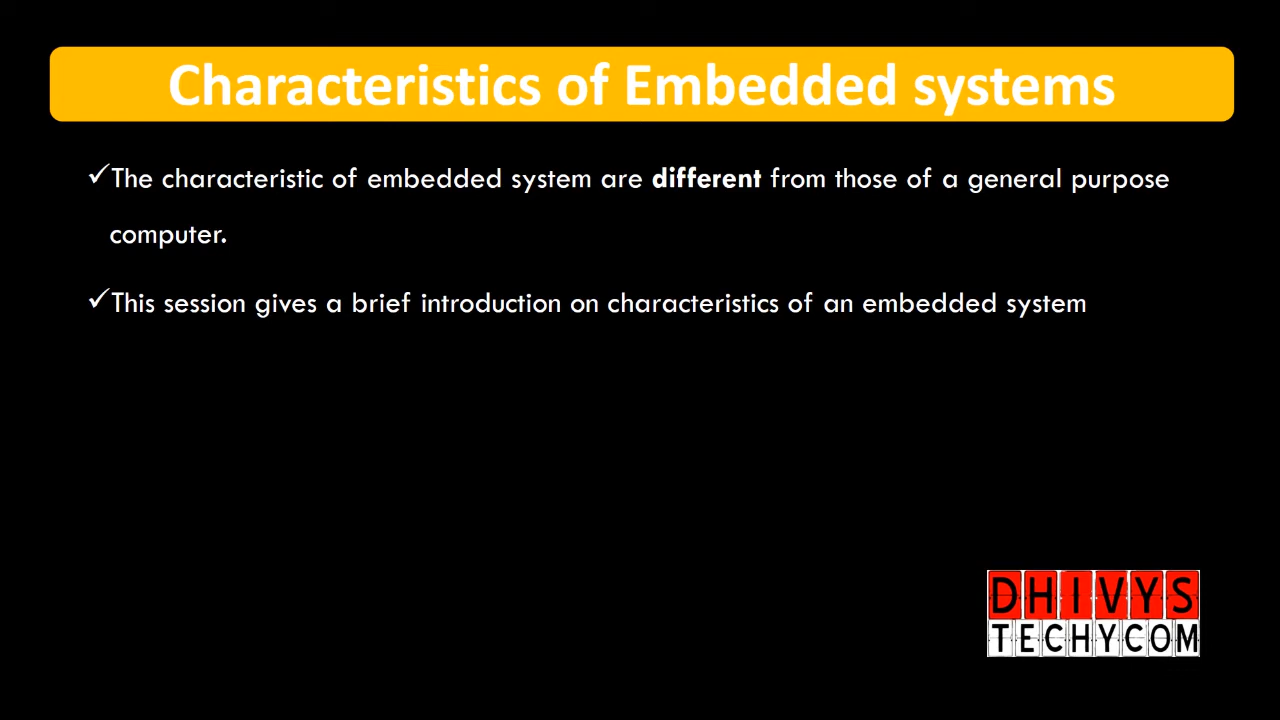 Characteristics of Embedded systems
✓The characteristic of embedded system are different from those of a general purpose
computer.
✓This session gives a brief introduction on characteristics of an embedded system
DHIVYS
TECHYCOM